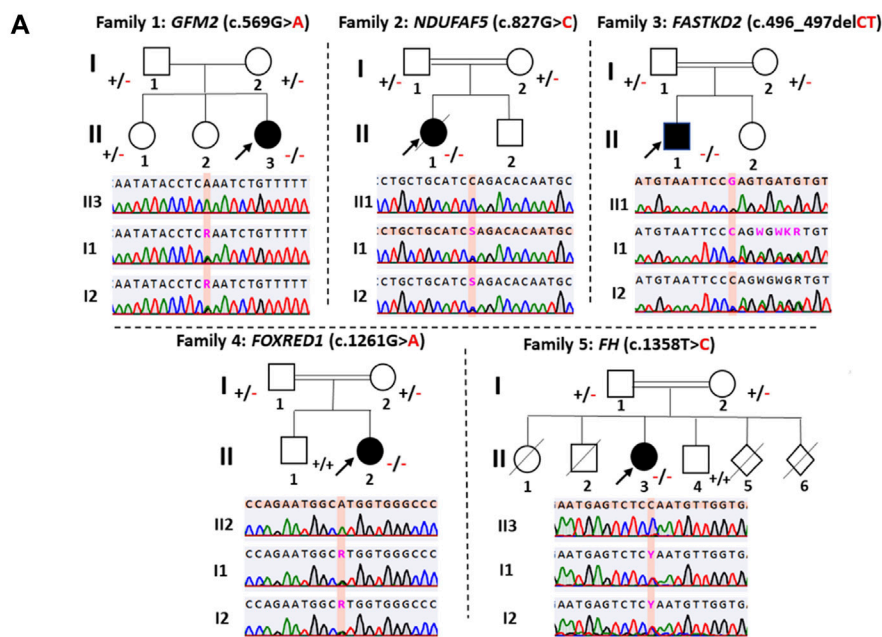 A
Family 1: GFM2 (c.569G>A)
Family 2: NDUFAF5 (c.827G>C)
Family 3: FASTKD2 (c.496_497delCT)
I
+/-
1
2
+/-
I
+/-
1
2
+/-
I
+/-
1
2
+/-
II
+/-
1
2
3
-/-
II
1
-/-
2
II
1
-/-
2
AATATACCTCAAATCTGTTTTT
II3
AATATACCTCRAATCTGTTTTT
I1
AATATACCTCRAATCTGTTTTT
I2
:CTGCTGCATCCAGACACAATGC
II1
:CTGCTGCATCSAGACACAATGC
I1
:CTGCTGCATCSAGACACAATGC
I2
ATGTAATTCCGAGTGATGTGT
II1
ATGTAATTCCCAGWGWKRTGT
I1
ATGTAATTCCCAGWGWGRTGT
I2
Family 4: FOXRED1 (c.1261G>A)
Family 5: FH (c.1358T>C)
I
+/-
1
2
+/-
I
+/-
1
2
+/-
II
1
+/+
2
-/-
II
1
2
3
-/-
4
+/+
5
6
CCAGAATGGCATGGTGGGCCC
II2
CCAGAATGGCRTGGTGGGCCC
I1
CCAGAATGGCRTGGTGGGCCC
I2
AATGAGTCTCCAATGTTGGTG
II3
AATGAGTCTCYAATGTTGGTG
I1
AATGAGTCTCYAATGTTGGTG
I2